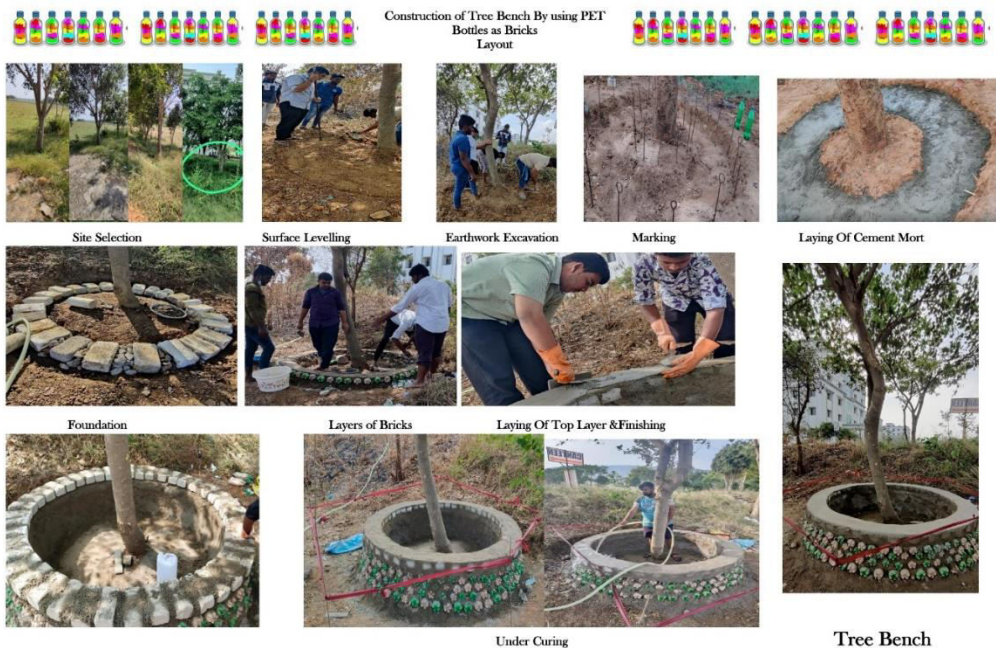 Construction of Tree Bench By using PET
Bottles as Bricks
Layout
Site Selection
Surface Levelling
Earthwork Excavation
Marking
Laying Of Cement Mort
Foundation
Layers of Bricks
Laying Of Top Layer &Finishing
Under Curing
Tree Bench